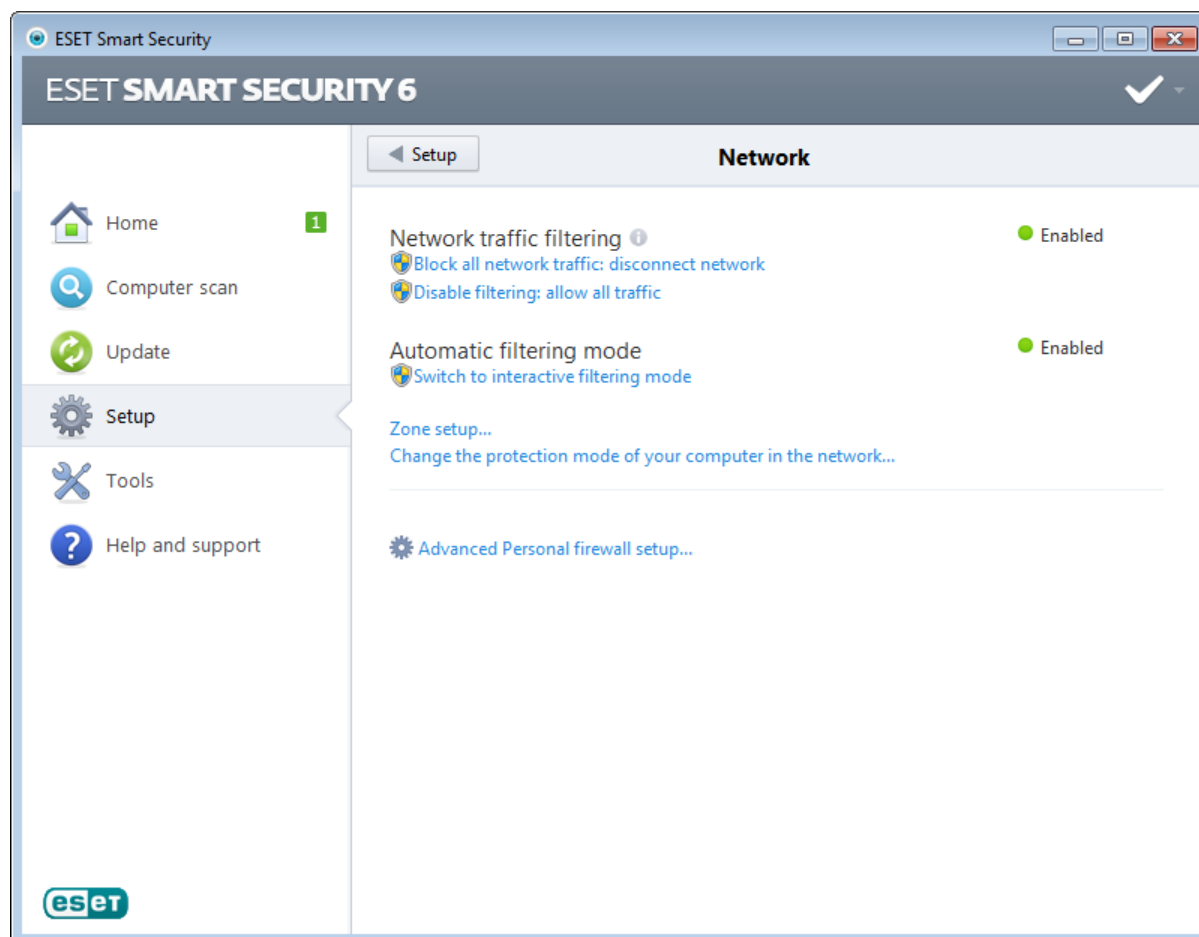 ESET Smart Security
ESET SMART SECURITY 6
Setup
Network
Home 1
Computer scan
Update
Setup
Tools
Help and support
Network traffic filtering i
Enabled
Block all network traffic: disconnect network
Disable filtering: allow all traffic
Automatic filtering mode
Enabled
Switch to interactive filtering mode
Zone setup...
Change the protection mode of your computer in the network...
Advanced Personal firewall setup...
eset